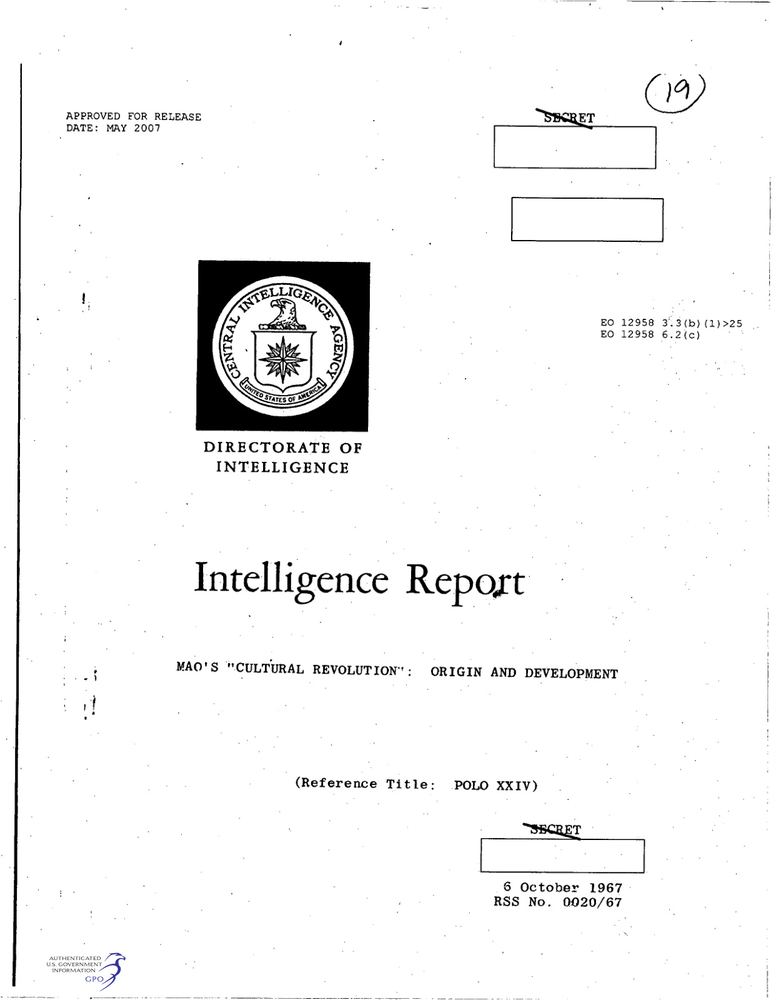 (19)
APPROVED FOR RELEASE
DATE: MAY 2007
SECRET
EO 12958 3.3(b)(1)>25
EO 12958 6.2(c)
CENTRAL INTELLIGENCE AGENCY
UNITED STATES OF AMERICA
DIRECTORATE OF
INTELLIGENCE
Intelligence Report
MAO'S "CULTURAL REVOLUTION": ORIGIN AND DEVELOPMENT
(Reference Title: POLO XXIV)
SECRET
6 October 1967
RSS No. 0020/67
AUTHENTICATED
U.S. GOVERNMENT
INFORMATION
GPO